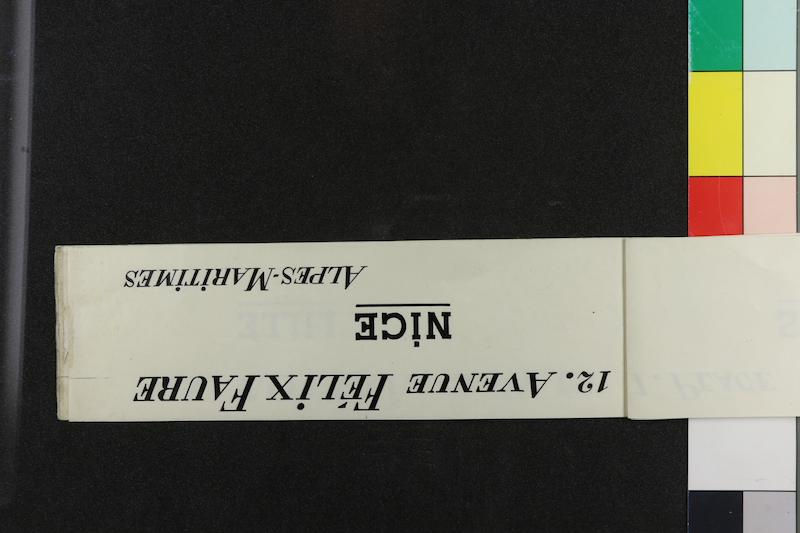 12. AVENUE FÉLIX FAURE
NiCE
ALPES-MARiTiMES